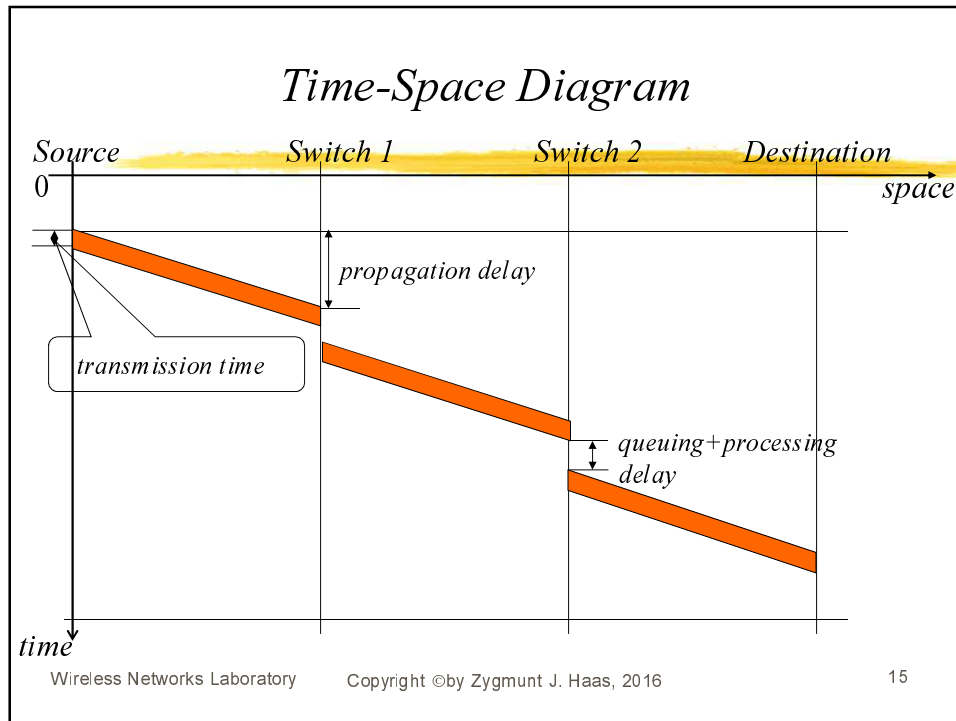 Time-Space Diagram
Source Switch 1 Switch 2 Destination
0 space
propagation delay
transmission time
queuing+processing
delay
time
Wireless Networks Laboratory Copyright ©by Zygmunt J. Haas, 2016 15